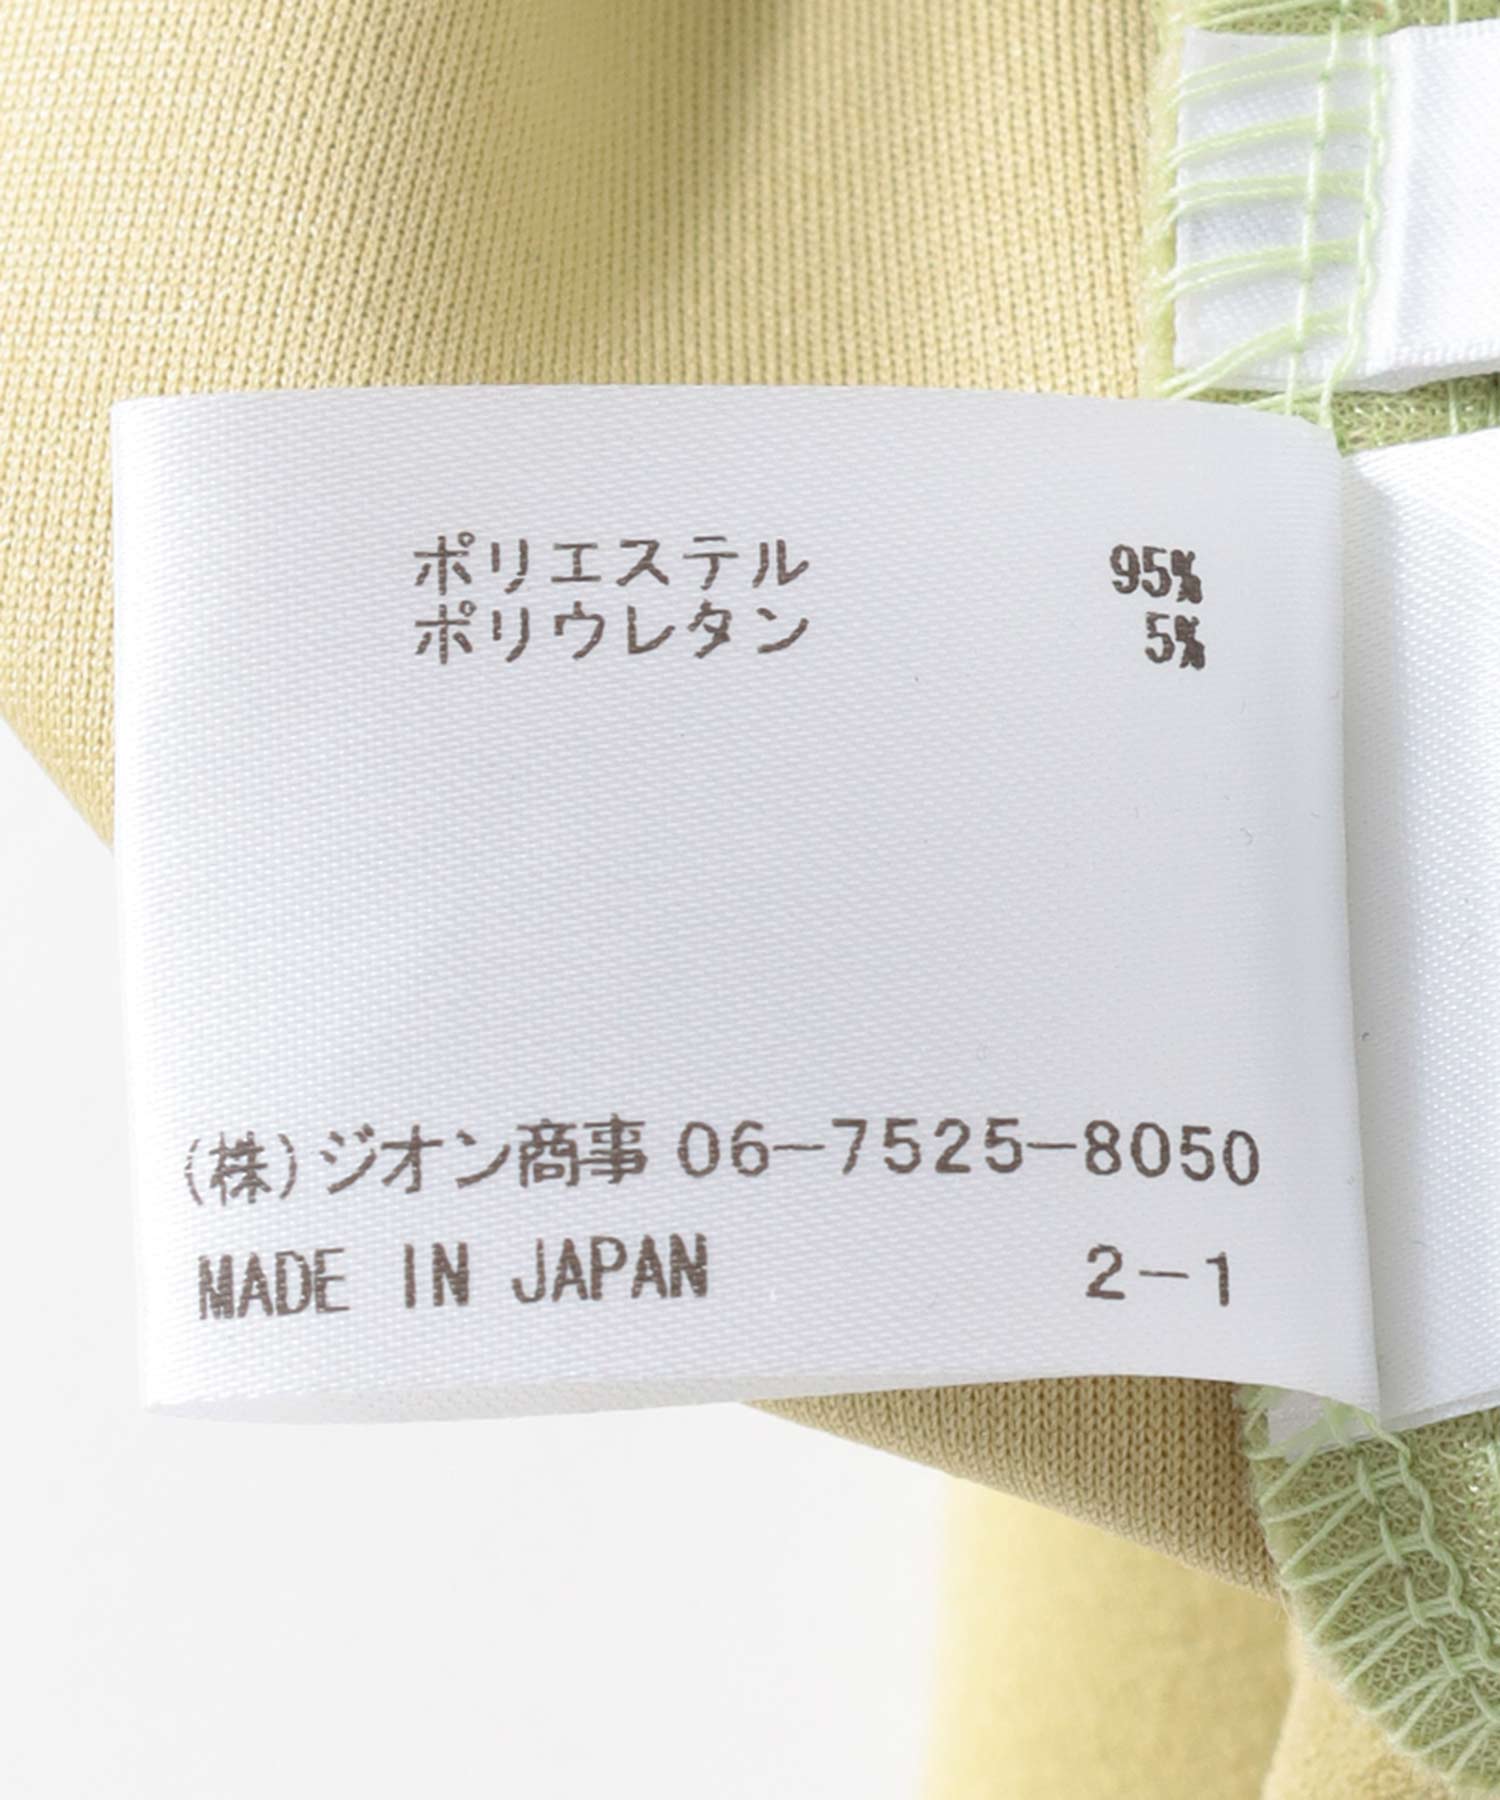 ポリエステル 95%
ポリウレタン 5%
(株)ジオン商事 06-7525-8050
MADE IN JAPAN 2-1